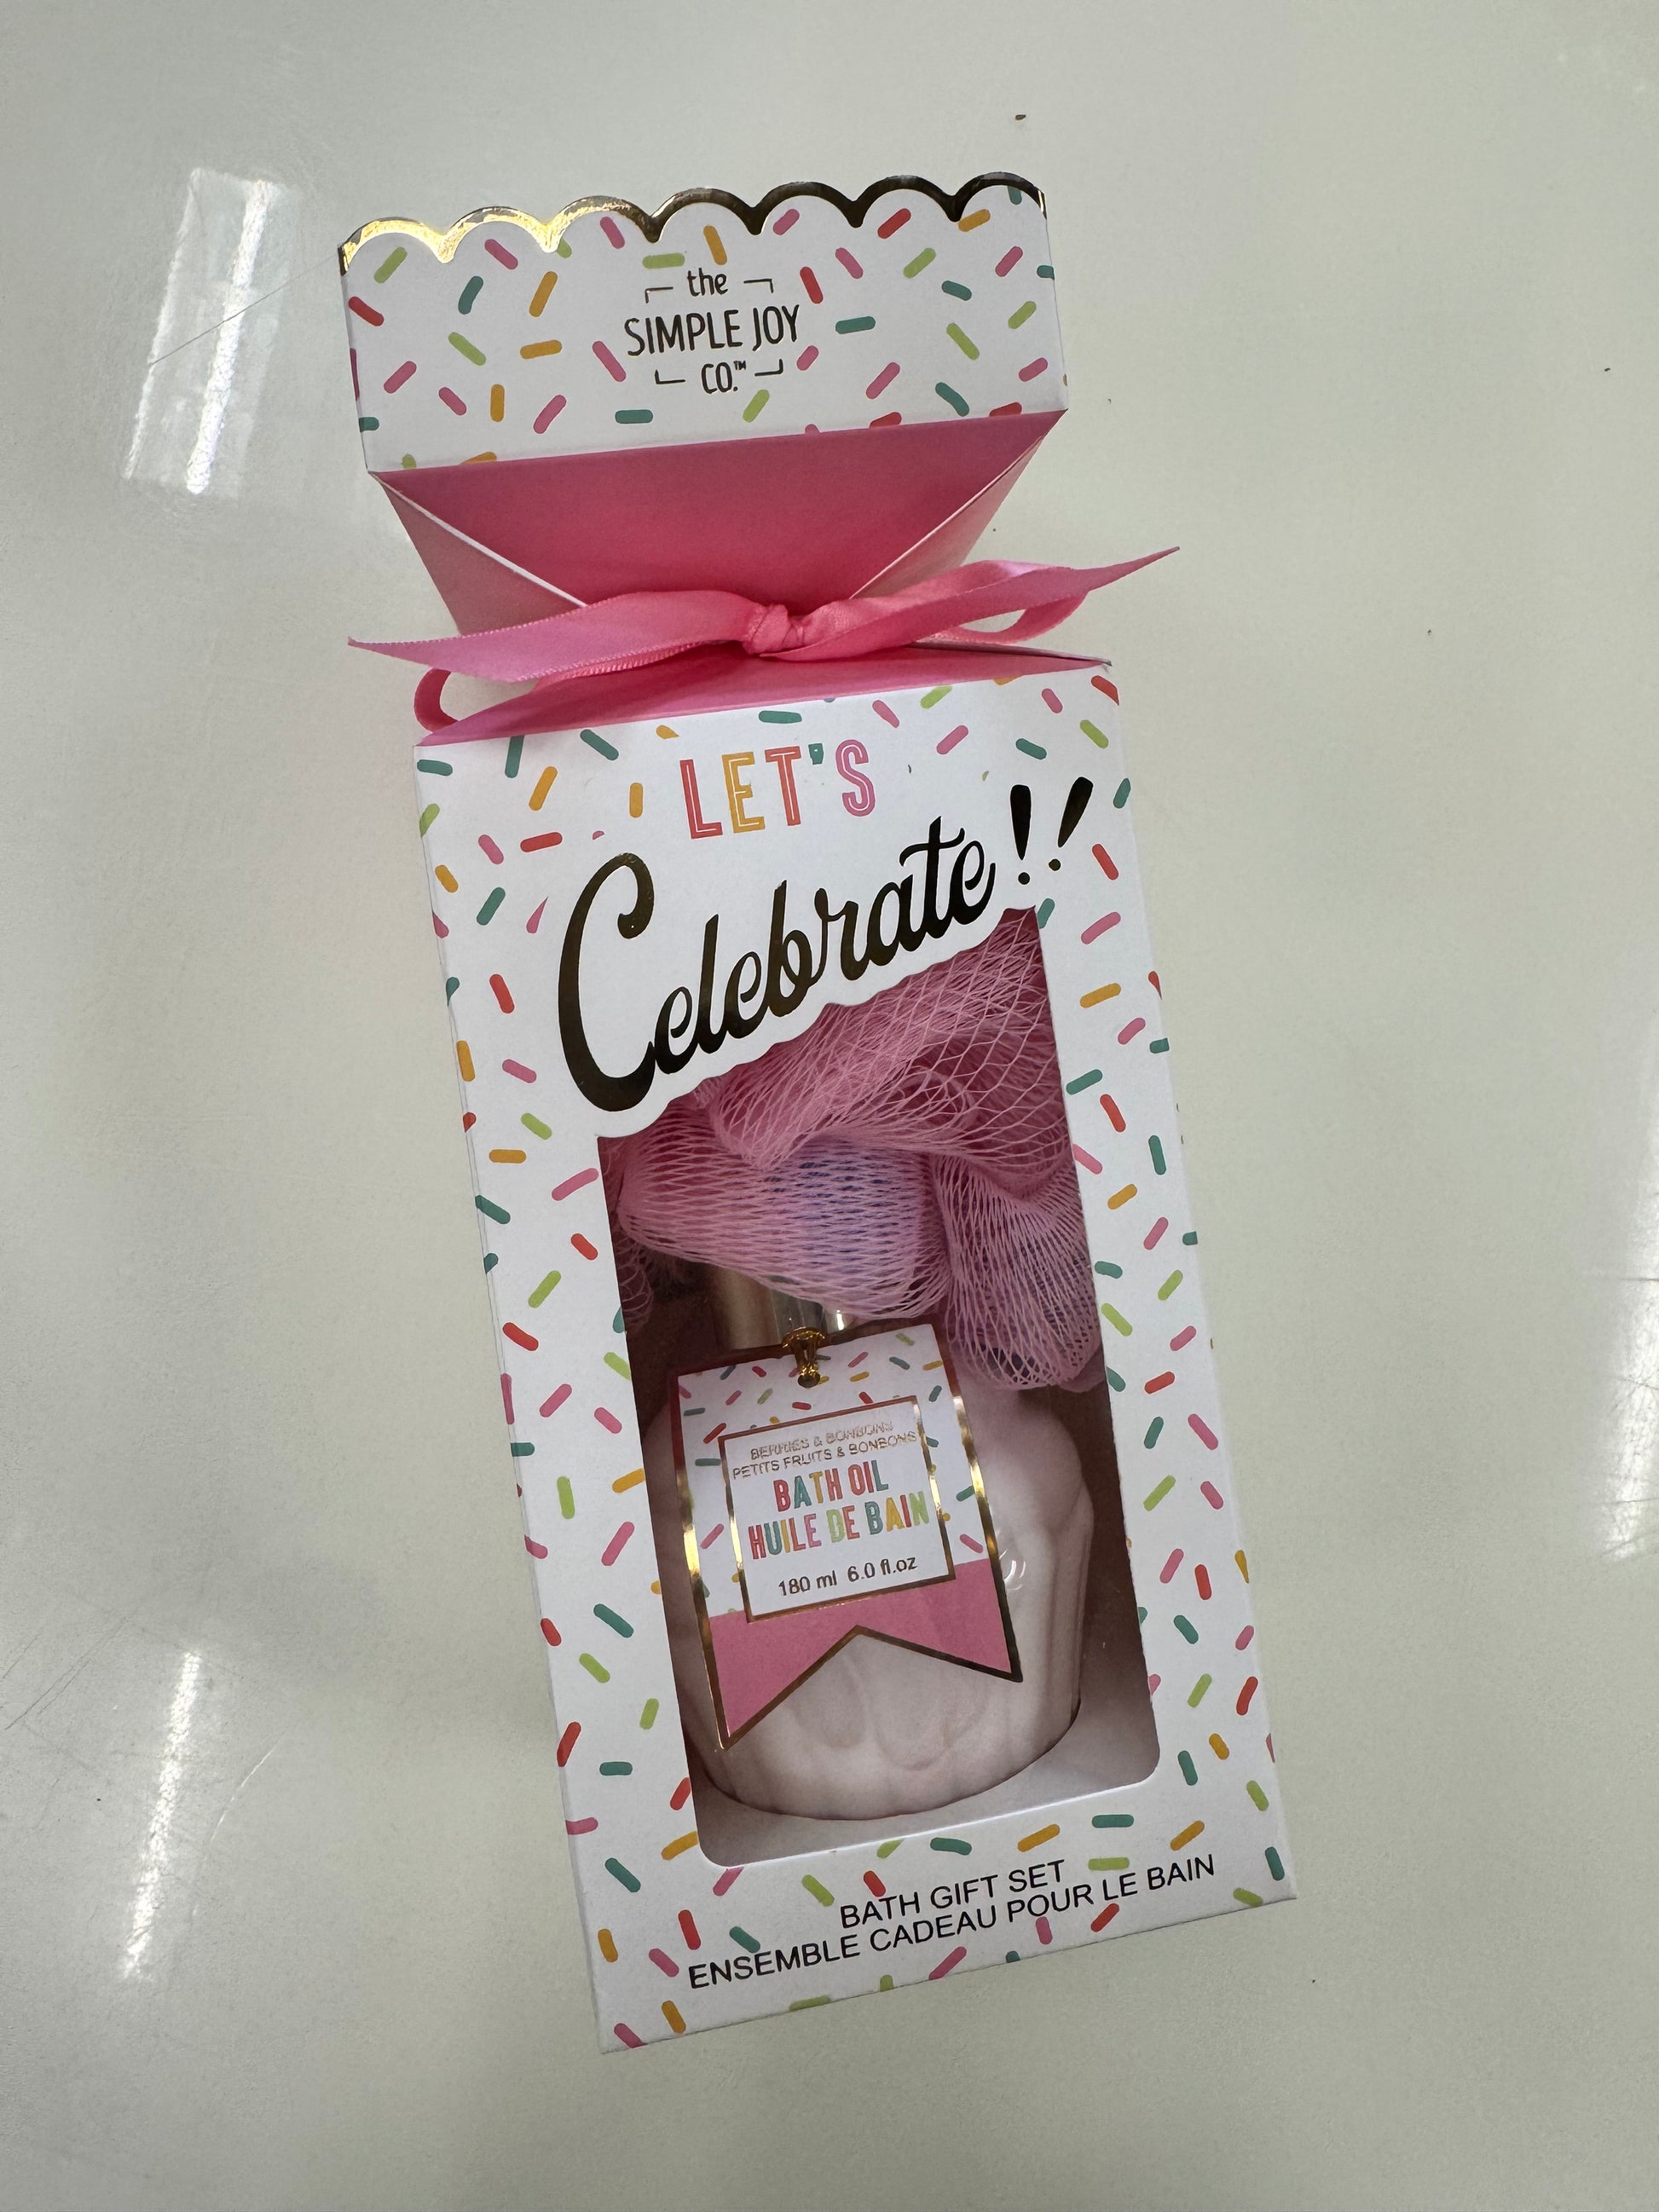 the
SIMPLE JOY
CO.™
LET'S
Celebrate!!
BERRIES & BONBONS
PETITS FRUITS & BONBONS
BATH OIL
HUILE DE BAIN
180 ml 6.0 fl.oz
BATH GIFT SET
ENSEMBLE CADEAU POUR LE BAIN